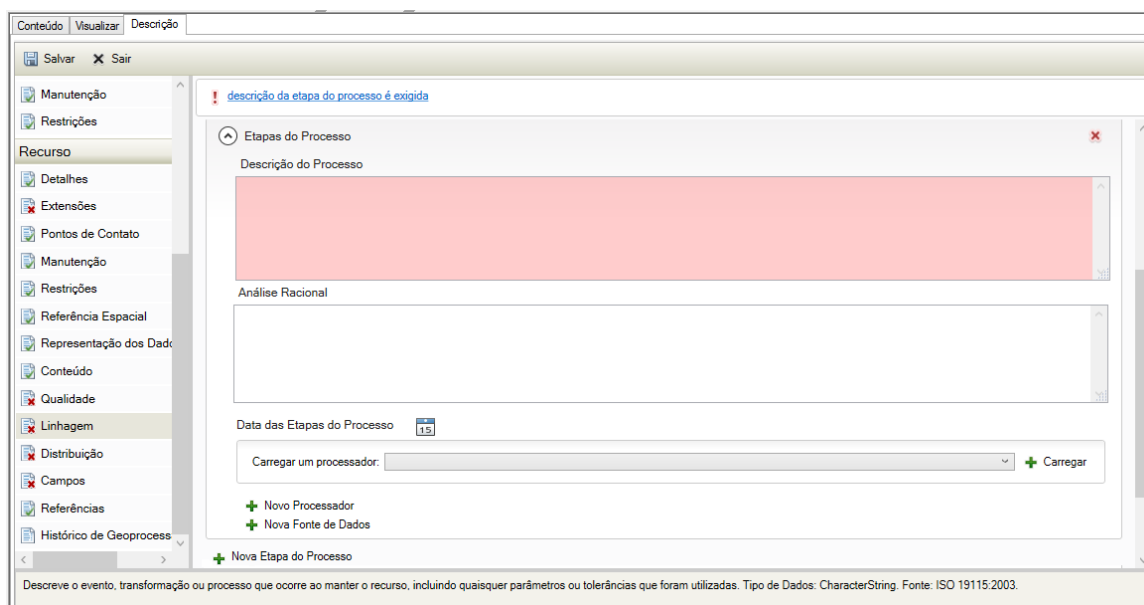 Conteúdo Visualizar Descrição
Salvar Sair
Manutenção
Restrições
Recurso
Detalhes
Extensões
Pontos de Contato
Manutenção
Restrições
Referência Espacial
Representação dos Dado
Conteúdo
Qualidade
Linhagem
Distribuição
Campos
Referências
Histórico de Geoprocess
! descrição da etapa do processo é exigida
Etapas do Processo
Descrição do Processo
Análise Racional
Data das Etapas do Processo 15
Carregar um processador: Carregar
Novo Processador
Nova Fonte de Dados
Nova Etapa do Processo
Descreve o evento, transformação ou processo que ocorre ao manter o recurso, incluindo quaisquer parâmetros ou tolerâncias que foram utilizadas. Tipo de Dados: CharacterString. Fonte: ISO 19115:2003.